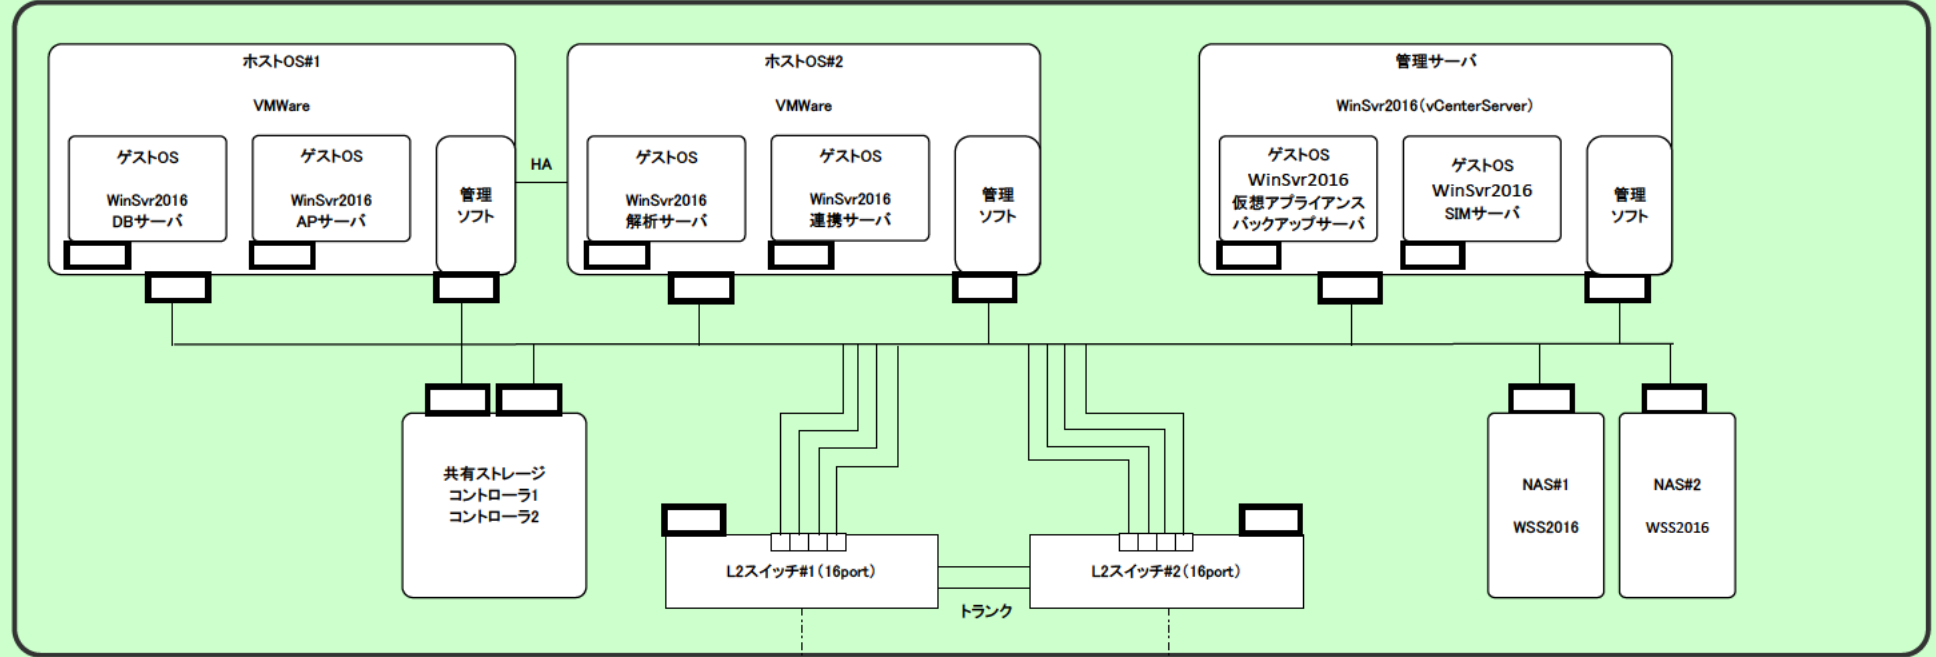 ホストOS#1
VMWare
ゲストOS
WinSvr2016
DBサーバ
ゲストOS
WinSvr2016
APサーバ
管理
ソフト
HA
ホストOS#2
VMWare
ゲストOS
WinSvr2016
解析サーバ
ゲストOS
WinSvr2016
連携サーバ
管理
ソフト
管理サーバ
WinSvr2016(vCenterServer)
ゲストOS
WinSvr2016
仮想アプライアンス
バックアップサーバ
ゲストOS
WinSvr2016
SIMサーバ
管理
ソフト
共有ストレージ
コントローラ1
コントローラ2
L2スイッチ#1(16port)
トランク
L2スイッチ#2(16port)
NAS#1
WSS2016
NAS#2
WSS2016